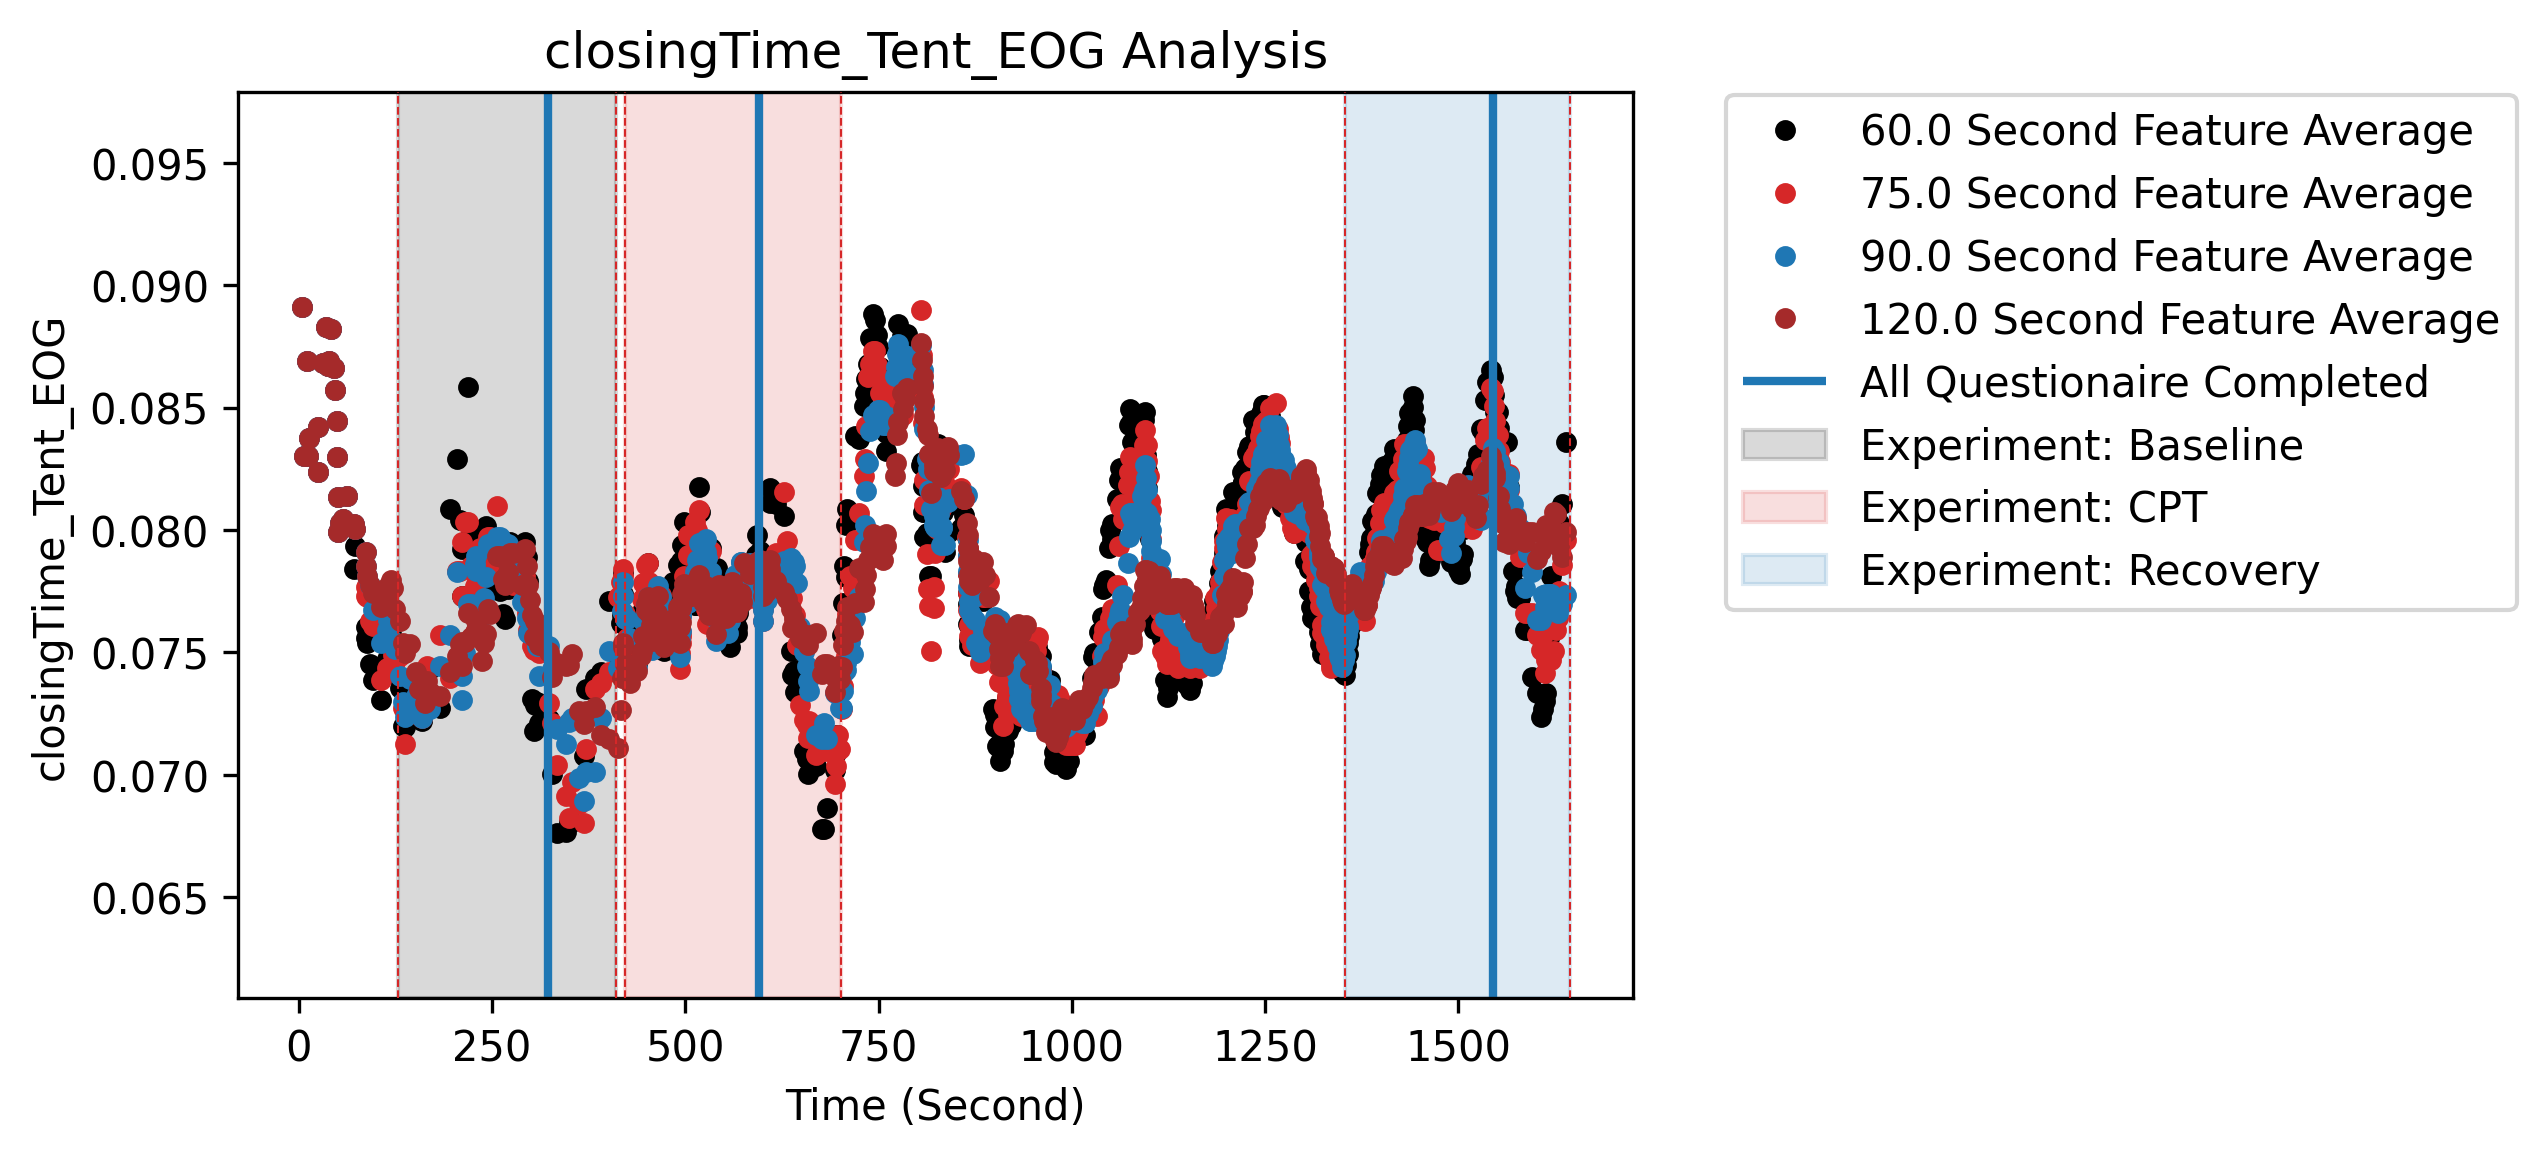 closingTime_Tent_EOG Analysis
closingTime_Tent_EOG
0.095
0.090
0.085
0.080
0.075
0.070
0.065
0
250
500
750
1000
1250
1500
Time (Second)
60.0 Second Feature Average
75.0 Second Feature Average
90.0 Second Feature Average
120.0 Second Feature Average
All Questionaire Completed
Experiment: Baseline
Experiment: CPT
Experiment: Recovery